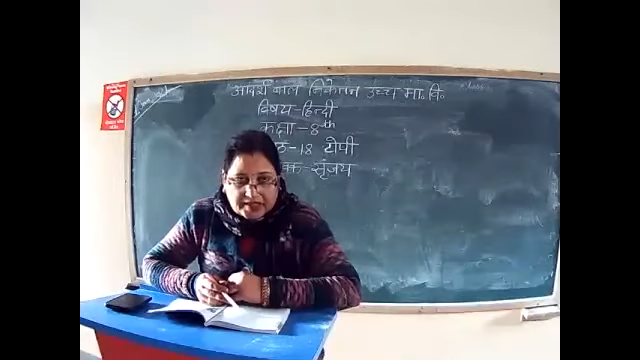 आदर्श बाल निकेतन उच्च मा॰ वि॰
विषय-हिन्दी
कक्षा-8th
ठ-18 टोपी
क-सृंजय